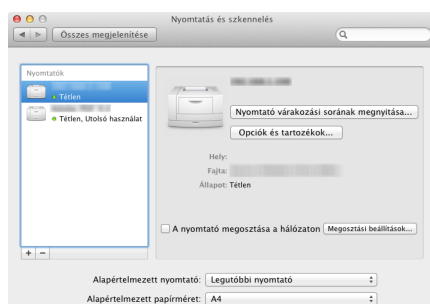 Nyomtatás és szkennelés
Összes megjelenítése
Nyomtatók
Tétlen
Tétlen, Utolsó használat
Nyomtató várakozási sorának megnyitása...
Opciók és tartozékok...
Hely:
Fajta:
Állapot: Tétlen
A nyomtató megosztása a hálózaton
Megosztási beállítások...
+ −
Alapértelmezett nyomtató: Legutóbbi nyomtató
Alapértelmezett papírméret: A4